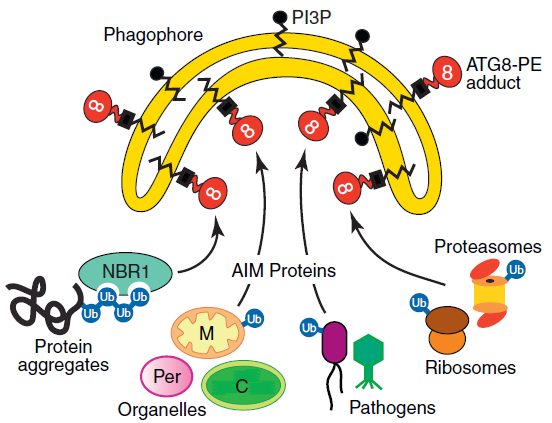 PI3P
Phagophore
ATG8-PE
adduct
8
8
8
8
8
8
NBR1
Ub
Ub
Ub
Ub
AIM Proteins
Proteasomes
Ub
Ub
Ub
Ub
M
Per
C
Protein
aggregates
Organelles
Pathogens
Ribosomes